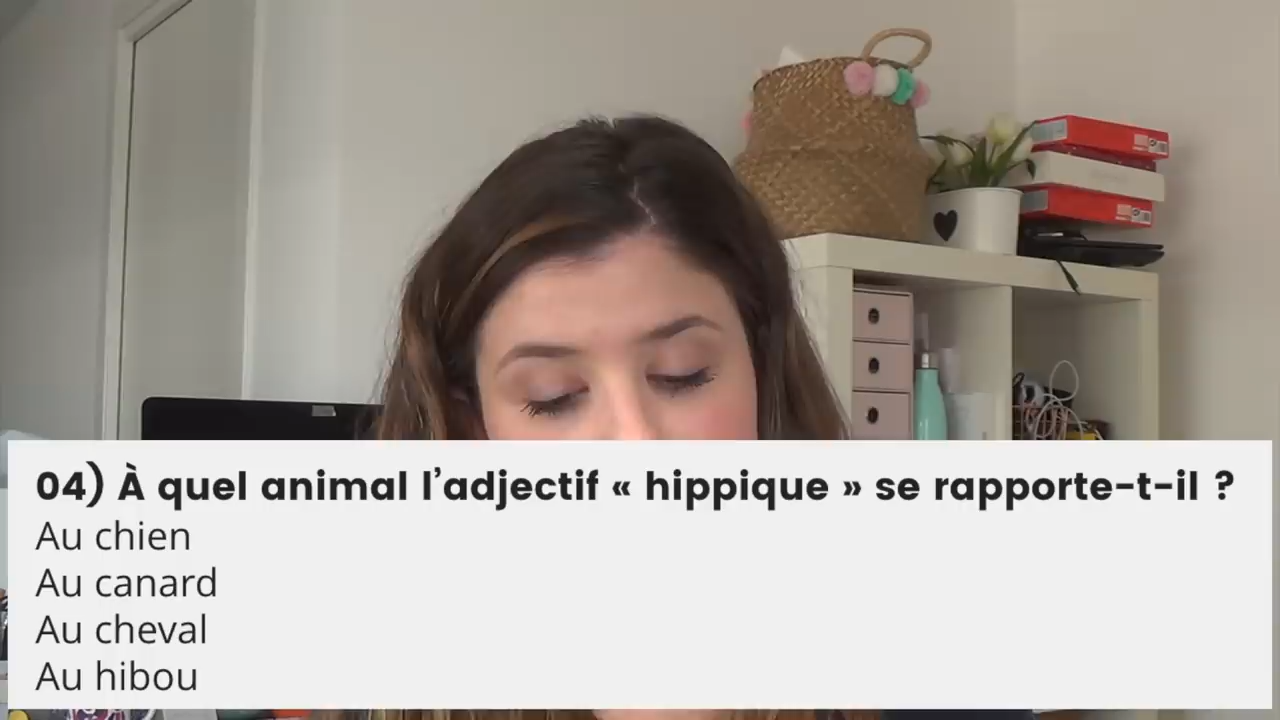 04) À quel animal l’adjectif « hippique » se rapporte-t-il ?
Au chien
Au canard
Au cheval
Au hibou